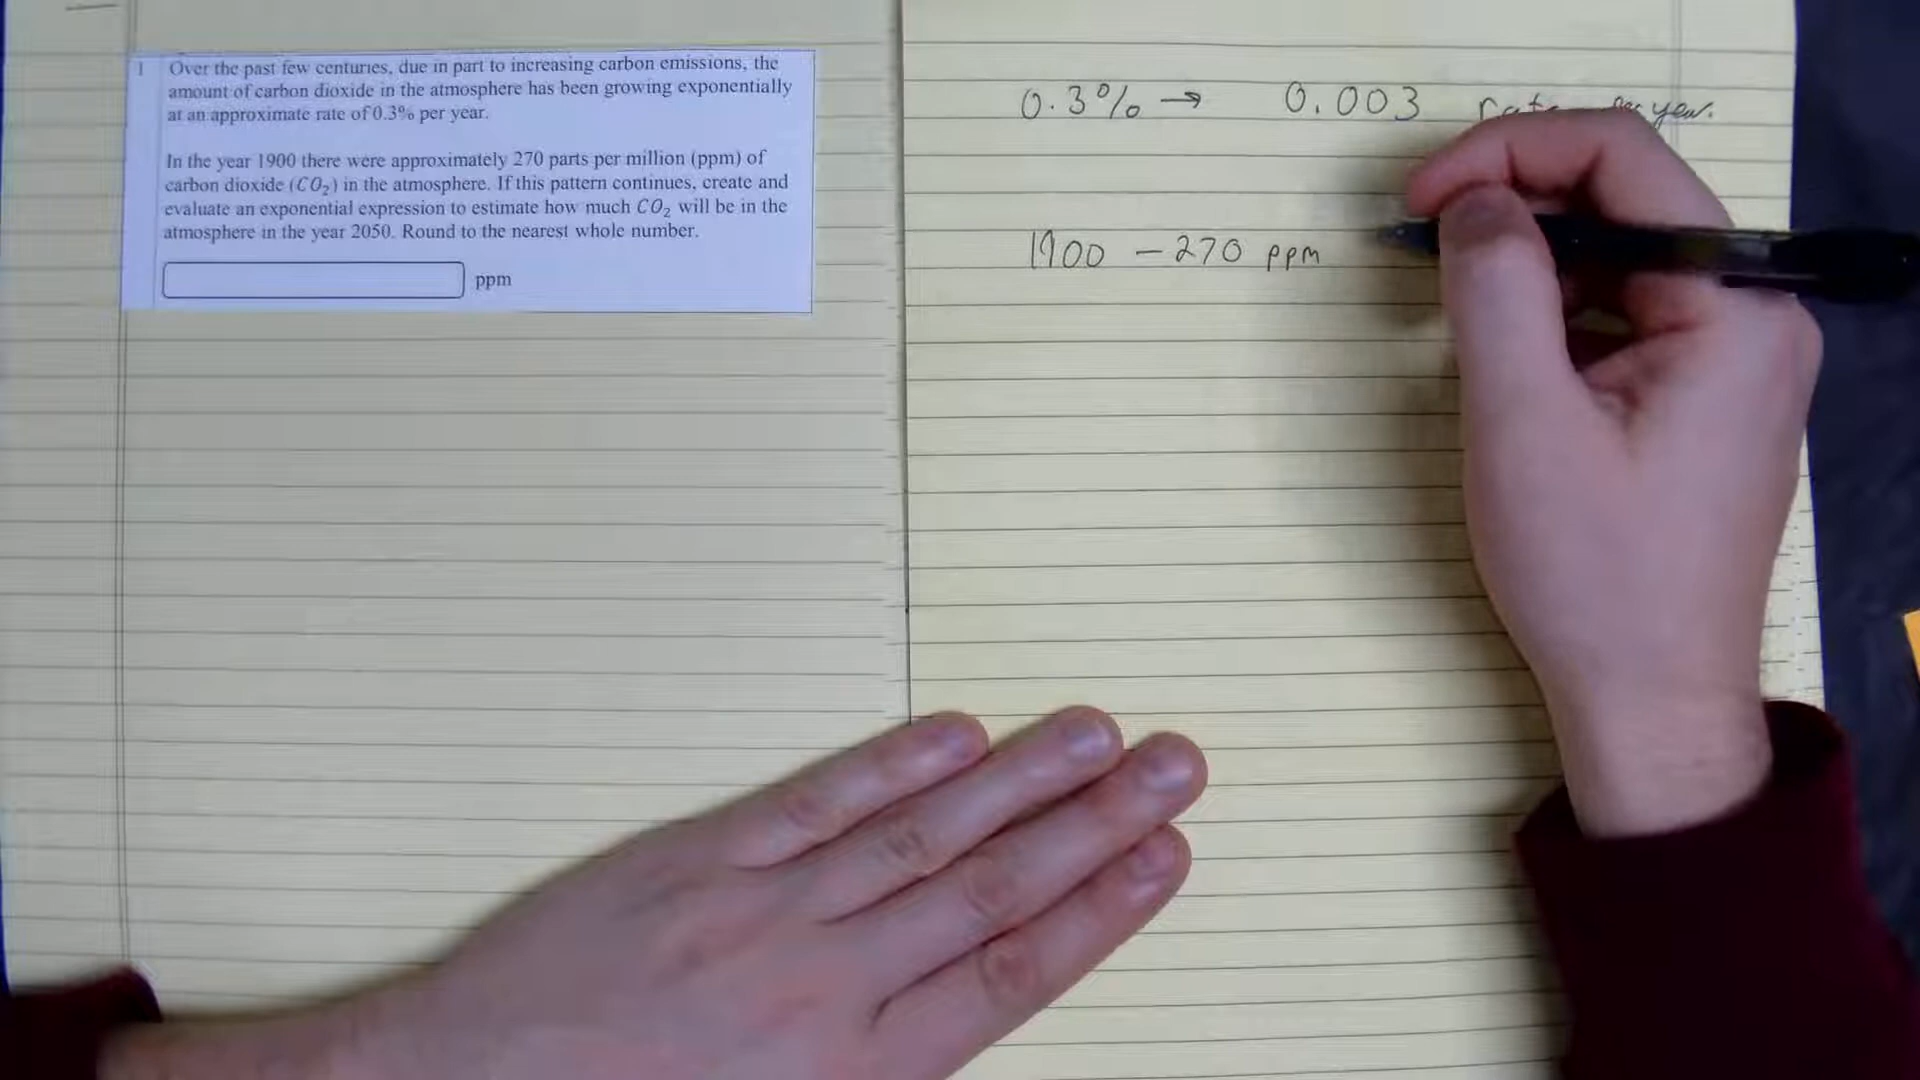 1 Over the past few centuries, due in part to increasing carbon emissions, the
amount of carbon dioxide in the atmosphere has been growing exponentially
at an approximate rate of 0.3% per year.
In the year 1900 there were approximately 270 parts per million (ppm) of
carbon dioxide (CO₂) in the atmosphere. If this pattern continues, create and
evaluate an exponential expression to estimate how much CO₂ will be in the
atmosphere in the year 2050. Round to the nearest whole number.
ppm
0.3% → 0.003 year.
1900 – 270 ppm